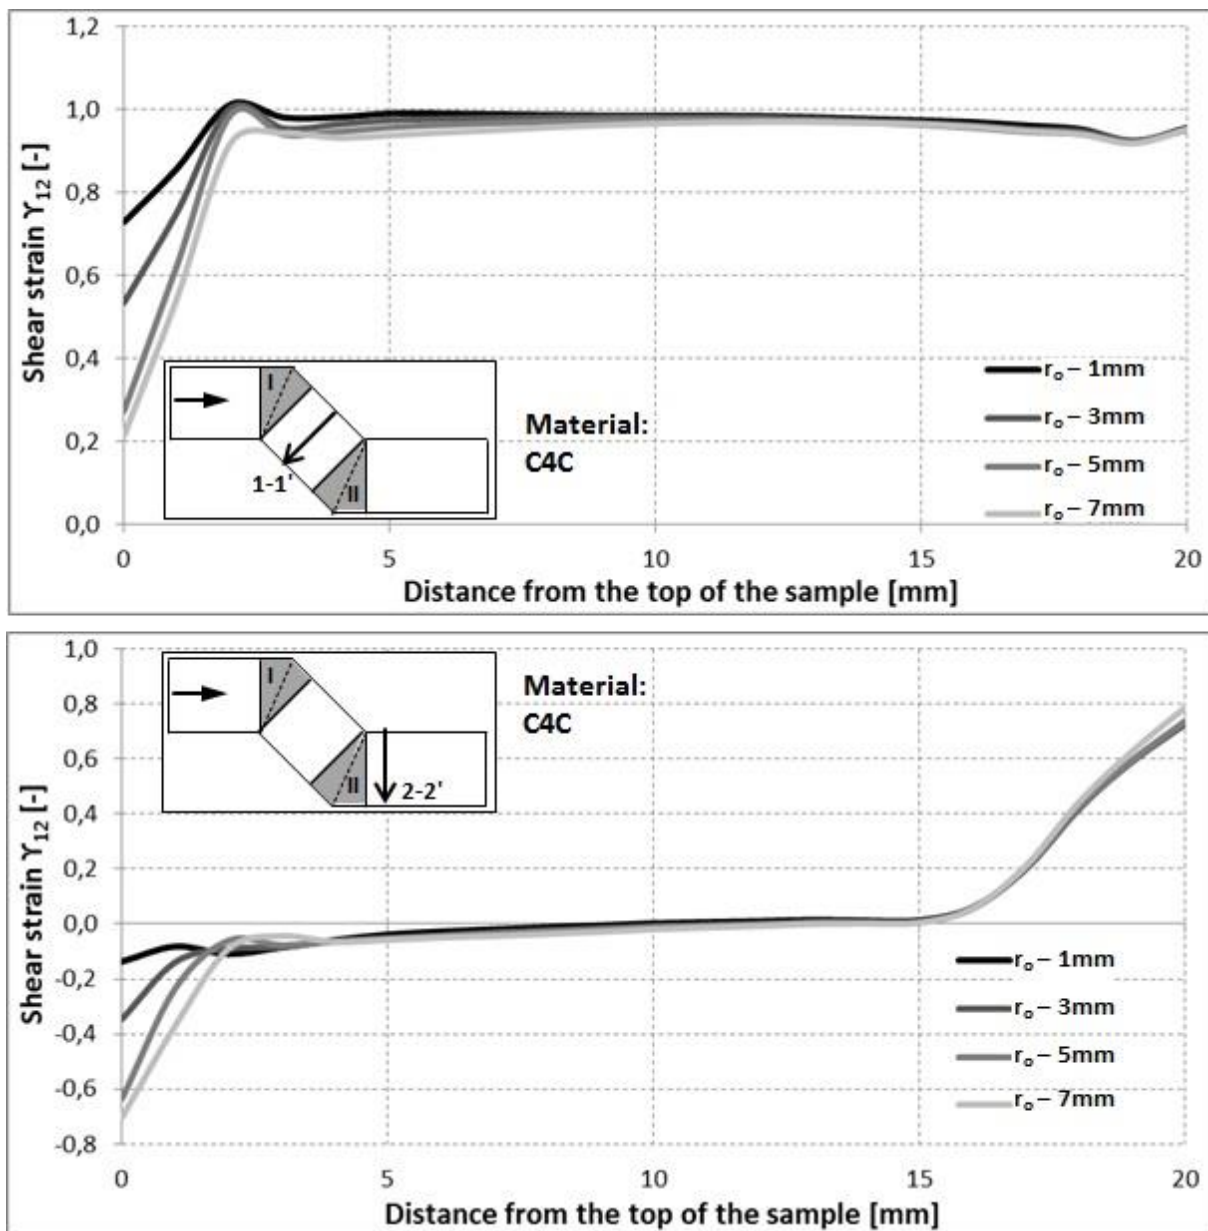 1,2
1,0
0,8
0,6
0,4
0,2
0,0
Shear strain ϒ12 [-]
I
II
1-1'
Material:
C4C
rₒ – 1mm
rₒ – 3mm
rₒ – 5mm
rₒ – 7mm
0 5 10 15 20
Distance from the top of the sample [mm]
1,0
0,8
0,6
0,4
0,2
0,0
-0,2
-0,4
-0,6
-0,8
Shear strain ϒ12 [-]
I
II
2-2'
Material:
C4C
rₒ – 1mm
rₒ – 3mm
rₒ – 5mm
rₒ – 7mm
0 5 10 15 20
Distance from the top of the sample [mm]